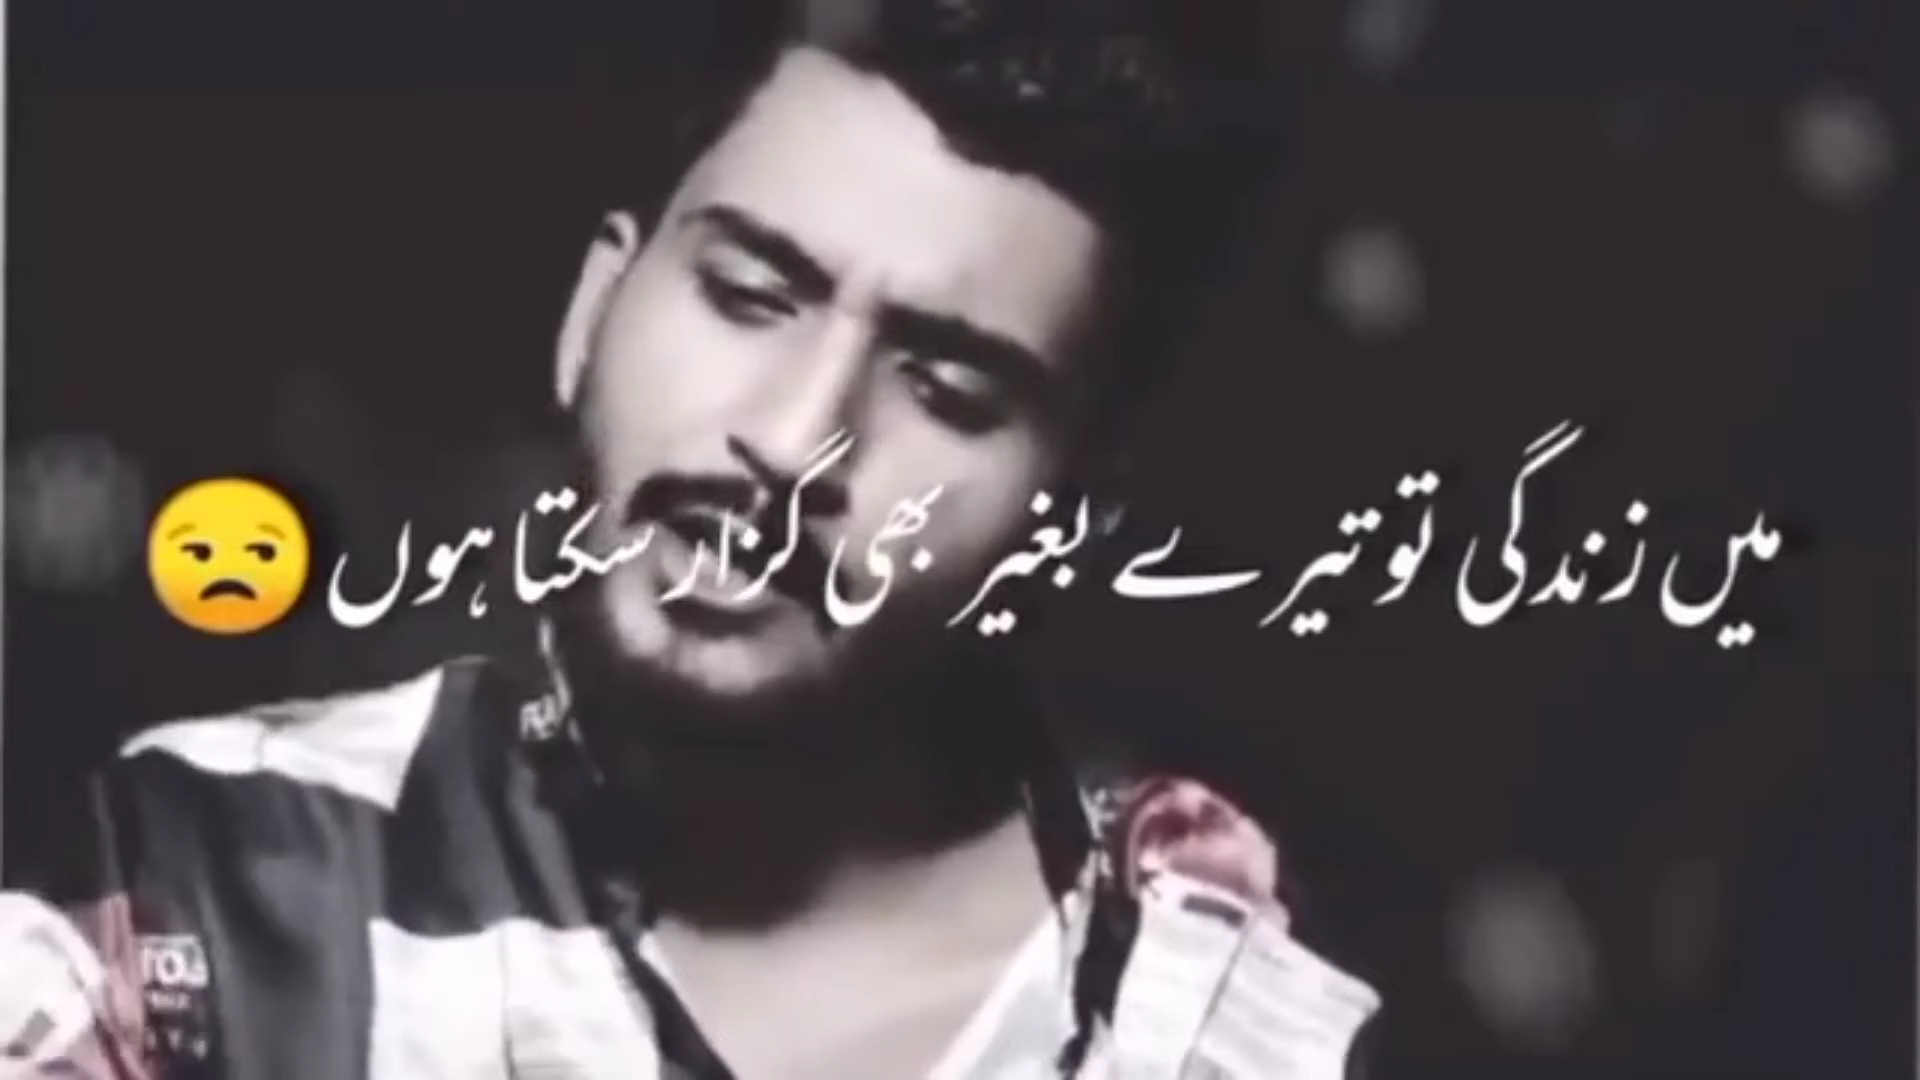 میں زندگی تو تیرے بغیر بھی گزار سکتا ہوں 😒